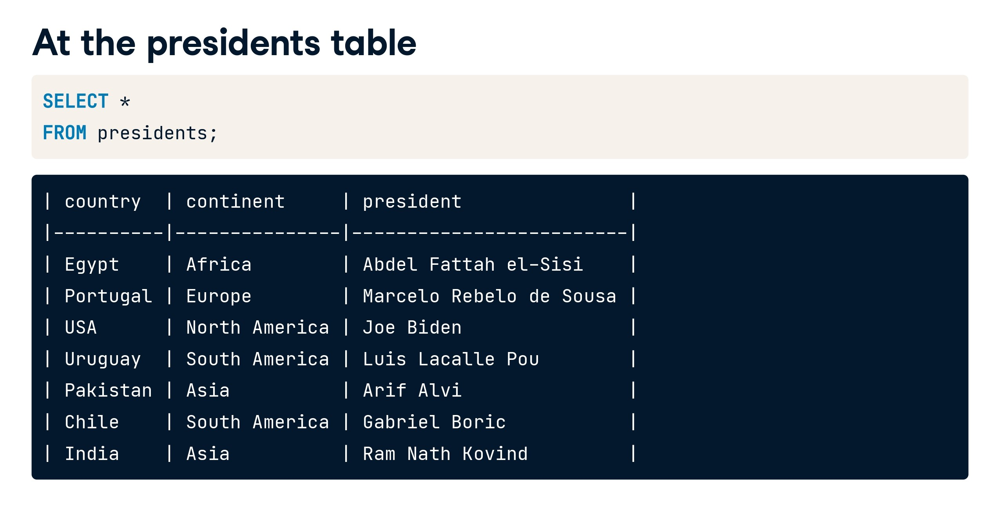 At the presidents table
SELECT *
FROM presidents;
| country  | continent     | president               |
|----------|---------------|-------------------------|
| Egypt    | Africa        | Abdel Fattah el-Sisi    |
| Portugal | Europe        | Marcelo Rebelo de Sousa |
| USA      | North America | Joe Biden               |
| Uruguay  | South America | Luis Lacalle Pou        |
| Pakistan | Asia          | Arif Alvi               |
| Chile    | South America | Gabriel Boric           |
| India    | Asia          | Ram Nath Kovind         |